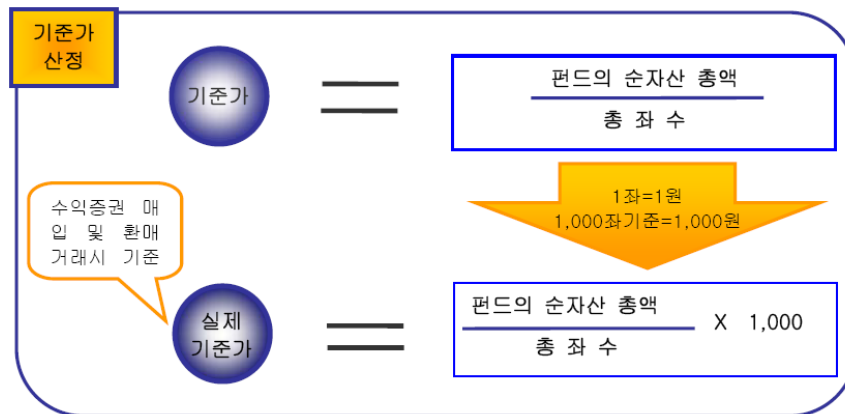 기준가
산정
기준가
펀드의 순자산 총액
총 좌 수
1좌=1원
1,000좌기준=1,000원
수익증권 매
입 및 환매
거래시 기준
실제
기준가
펀드의 순자산 총액
총 좌 수
X 1,000